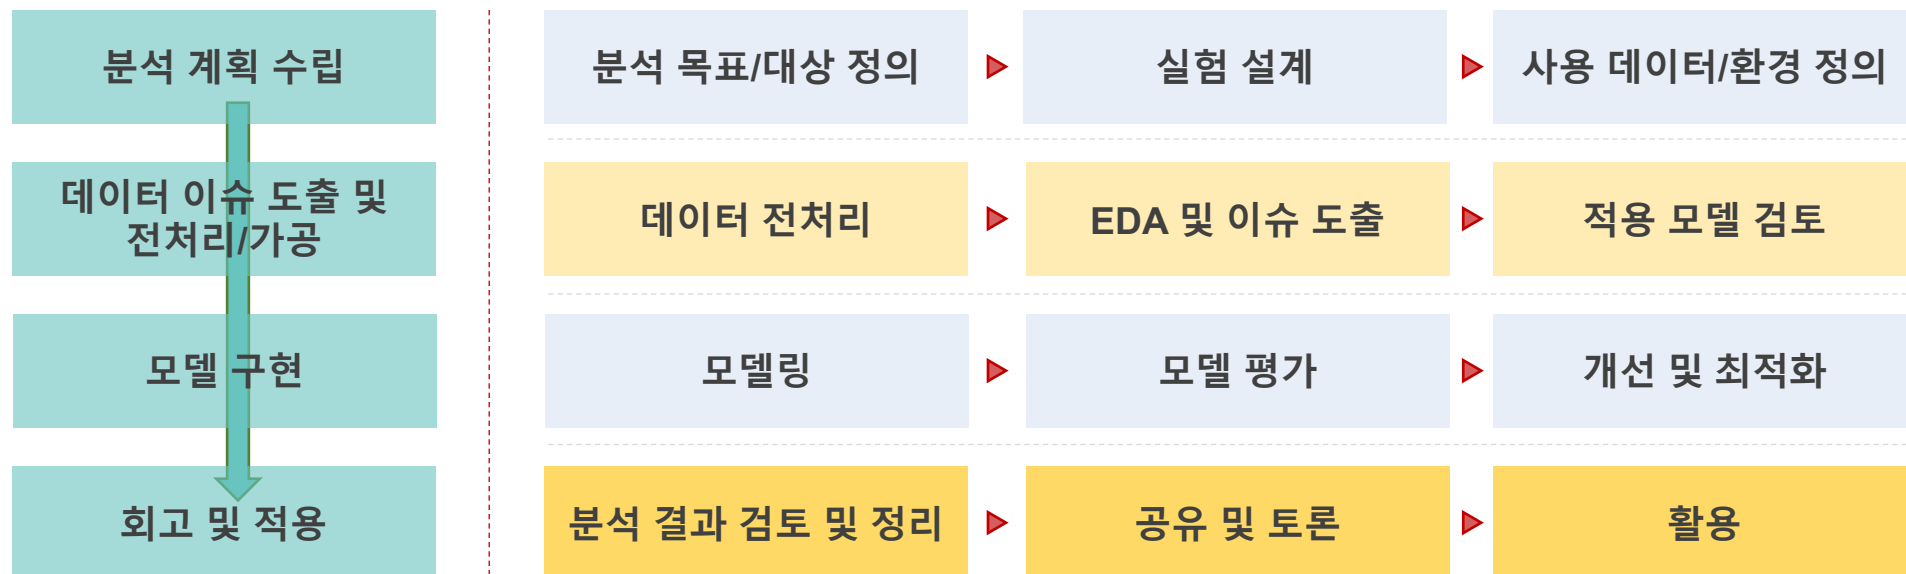 분석 계획 수립
분석 목표/대상 정의
실험 설계
사용 데이터/환경 정의
데이터 이슈 도출 및
전처리/가공
데이터 전처리
EDA 및 이슈 도출
적용 모델 검토
모델 구현
모델링
모델 평가
개선 및 최적화
회고 및 적용
분석 결과 검토 및 정리
공유 및 토론
활용